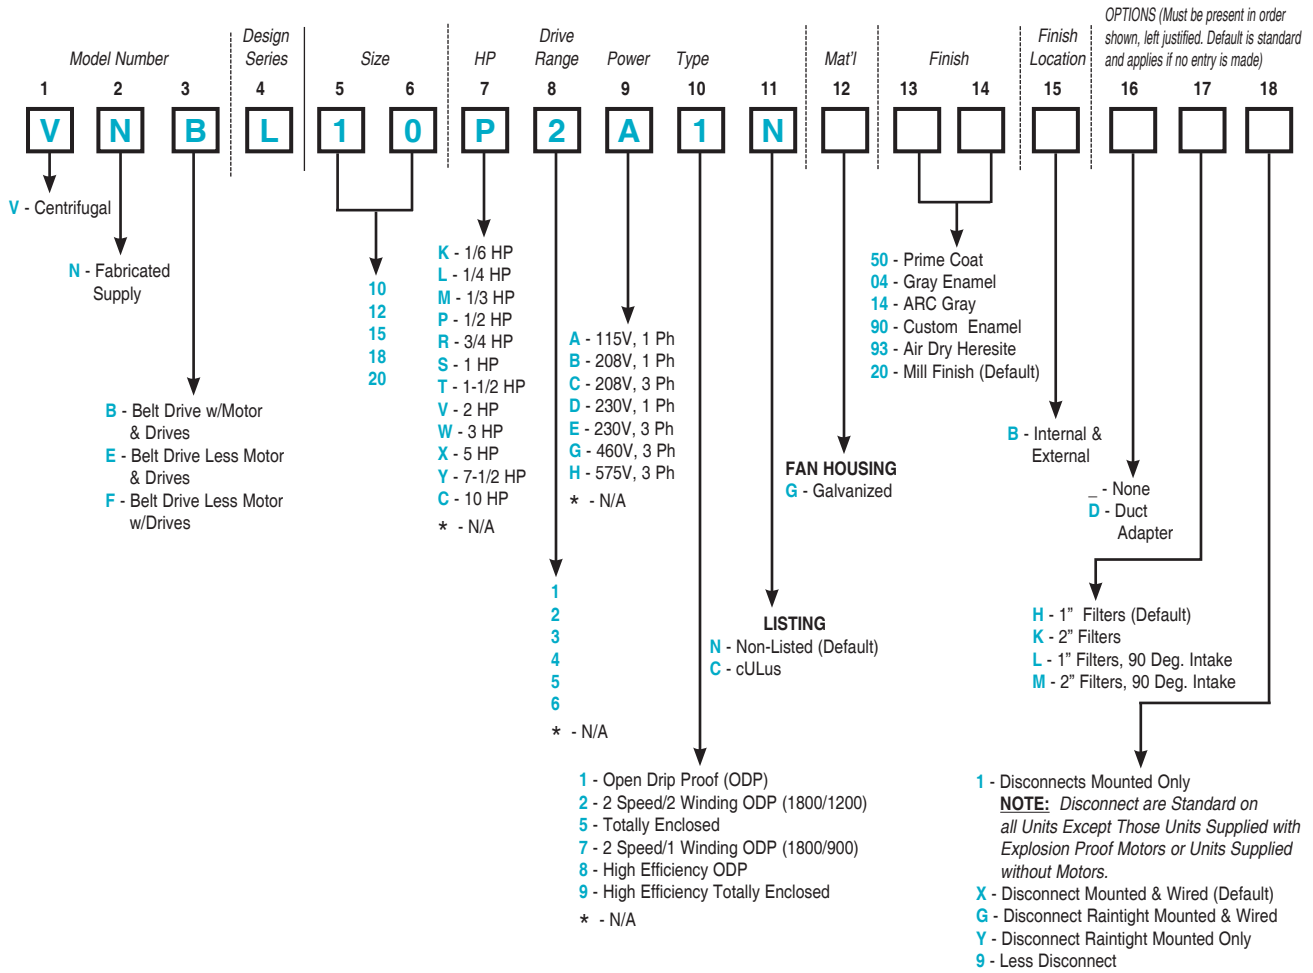 OPTIONS (Must be present in order
shown, left justified. Default is standard
and applies if no entry is made)
Model Number
Design
Series
Size
HP
Drive
Range
Power
Type
Mat'l
Finish
Finish
Location
1 2 3 4 5 6 7 8 9 10 11 12 13 14 15 16 17 18
V N B L 1 0 P 2 A 1 N
V - Centrifugal
N - Fabricated
Supply
B - Belt Drive w/Motor
& Drives
E - Belt Drive Less Motor
& Drives
F - Belt Drive Less Motor
w/Drives
10
12
15
18
20
K - 1/6 HP
L - 1/4 HP
M - 1/3 HP
P - 1/2 HP
R - 3/4 HP
S - 1 HP
T - 1-1/2 HP
V - 2 HP
W - 3 HP
X - 5 HP
Y - 7-1/2 HP
C - 10 HP
* - N/A
1
2
3
4
5
6
* - N/A
A - 115V, 1 Ph
B - 208V, 1 Ph
C - 208V, 3 Ph
D - 230V, 1 Ph
E - 230V, 3 Ph
G - 460V, 3 Ph
H - 575V, 3 Ph
* - N/A
1 - Open Drip Proof (ODP)
2 - 2 Speed/2 Winding ODP (1800/1200)
5 - Totally Enclosed
7 - 2 Speed/1 Winding ODP (1800/900)
8 - High Efficiency ODP
9 - High Efficiency Totally Enclosed
* - N/A
LISTING
N - Non-Listed (Default)
C - cULus
FAN HOUSING
G - Galvanized
50 - Prime Coat
04 - Gray Enamel
14 - ARC Gray
90 - Custom Enamel
93 - Air Dry Heresite
20 - Mill Finish (Default)
B - Internal &
External
_ - None
D - Duct
Adapter
H - 1” Filters (Default)
K - 2” Filters
L - 1” Filters, 90 Deg. Intake
M - 2” Filters, 90 Deg. Intake
1 - Disconnects Mounted Only
NOTE: Disconnect are Standard on
all Units Except Those Units Supplied with
Explosion Proof Motors or Units Supplied
without Motors.
X - Disconnect Mounted & Wired (Default)
G - Disconnect Raintight Mounted & Wired
Y - Disconnect Raintight Mounted Only
9 - Less Disconnect